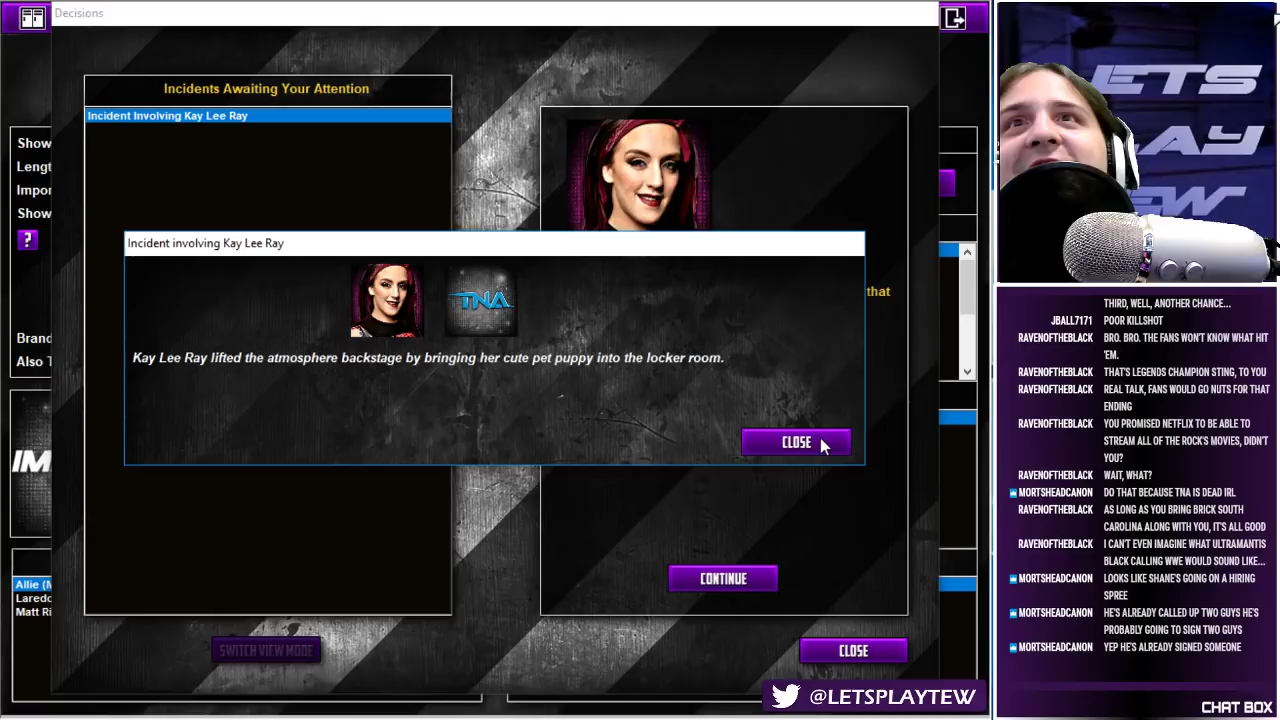 Decisions
Incidents Awaiting Your Attention
Incident Involving Kay Lee Ray
Show
Lengt
Impor
Show
?
Brand
Also T
that
Incident involving Kay Lee Ray
TNA
Kay Lee Ray lifted the atmosphere backstage by bringing her cute pet puppy into the locker room.
CLOSE
IM
CONTINUE
Allie (M
Laredo
Matt Ri
SWITCH VIEW MODE
CLOSE
@LETSPLAYTEW
LETS
LAY
EW
THIRD, WELL, ANOTHER CHANCE...
JBALL7171 POOR KILLSHOT
RAVENOFTHEBLACK BRO. BRO. THE FANS WON'T KNOW WHAT HIT
'EM.
RAVENOFTHEBLACK THAT'S LEGENDS CHAMPION STING, TO YOU
RAVENOFTHEBLACK REAL TALK, FANS WOULD GO NUTS FOR THAT
ENDING
RAVENOFTHEBLACK YOU PROMISED NETFLIX TO BE ABLE TO
STREAM ALL OF THE ROCK'S MOVIES, DIDN'T
YOU?
RAVENOFTHEBLACK WAIT, WHAT?
MORTSHEADCANON DO THAT BECAUSE TNA IS DEAD IRL
RAVENOFTHEBLACK AS LONG AS YOU BRING BRICK SOUTH
CAROLINA ALONG WITH YOU, IT'S ALL GOOD
RAVENOFTHEBLACK I CAN'T EVEN IMAGINE WHAT ULTRAMANTIS
BLACK CALLING WWE WOULD SOUND LIKE...
MORTSHEADCANON LOOKS LIKE SHANE'S GOING ON A HIRING
SPREE
MORTSHEADCANON HE'S ALREADY CALLED UP TWO GUYS HE'S
PROBABLY GOING TO SIGN TWO GUYS
MORTSHEADCANON YEP HE'S ALREADY SIGNED SOMEONE
CHAT BOX